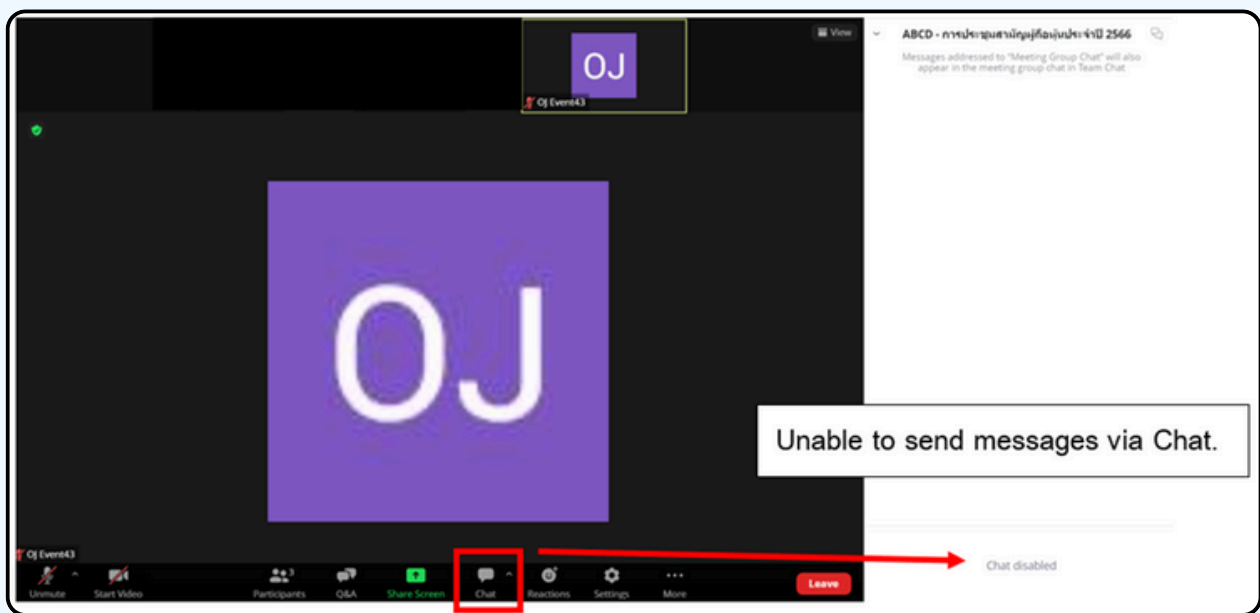 OJ
View
OJ Event43
ABCD - การประชุมสามัญผู้ถือหุ้นประจำปี 2566
Messages addressed to "Meeting Group Chat" will also
appear in the meeting group chat in Team Chat
OJ
Unable to send messages via Chat.
OJ Event43
Chat disabled
Unmute
Start Video
3
Participants
Q&A
Share Screen
Chat
Reactions
Settings
More
Leave